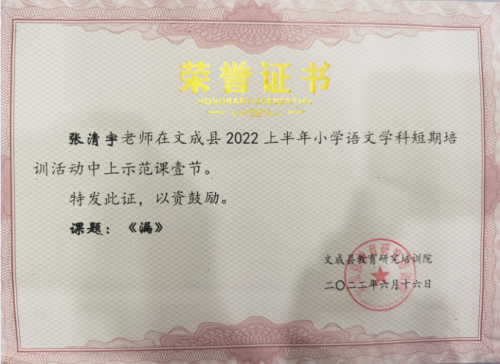 荣誉证书
张清宇老师在文成县2022上半年小学语文学科短期培
训活动中上示范课壹节。
特发此证，以资鼓励。
课题：《漏》
文成县教育研究培训院
二〇二二年六月十六日